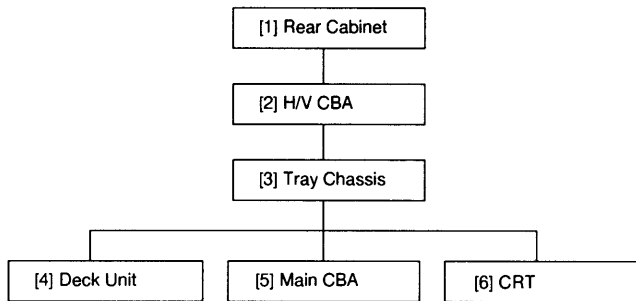 [1] Rear Cabinet
[2] H/V CBA
[3] Tray Chassis
[4] Deck Unit
[5] Main CBA
[6] CRT